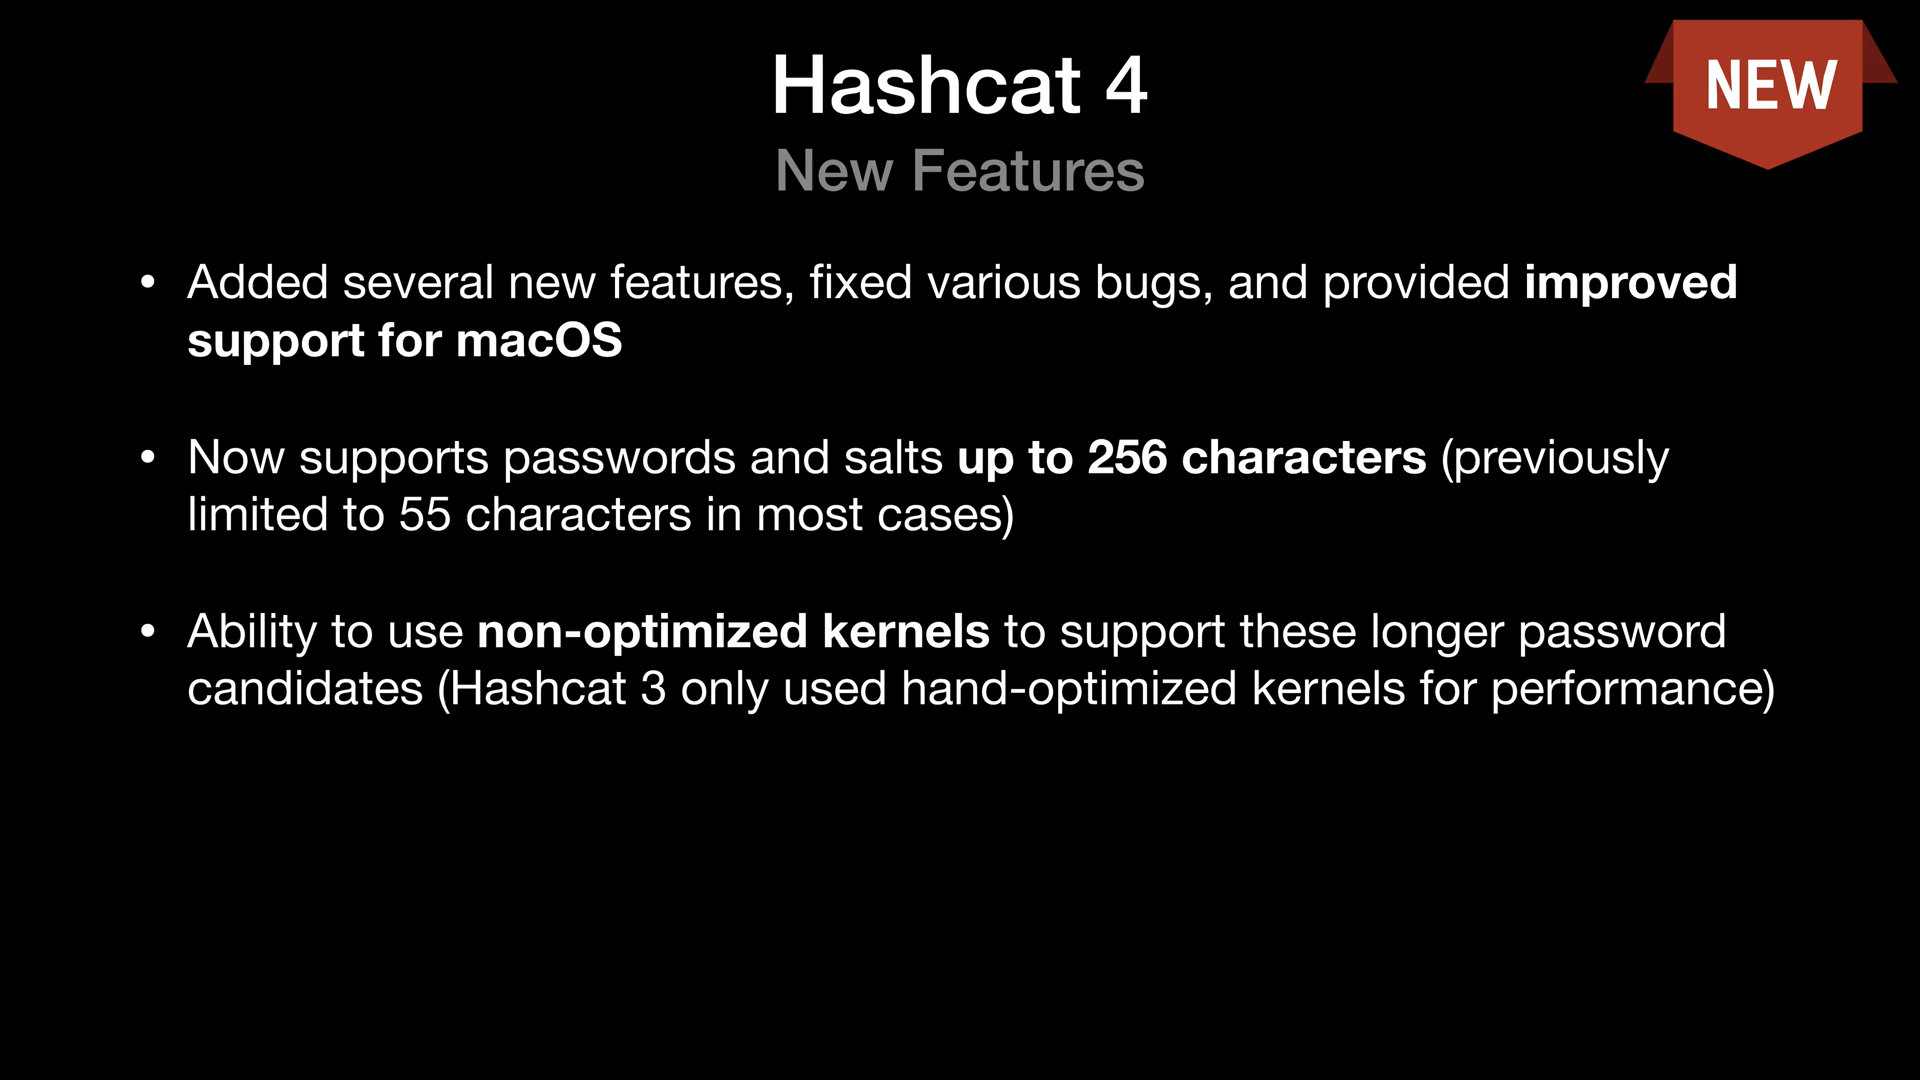 Hashcat 4
NEW
New Features
• Added several new features, fixed various bugs, and provided improved
support for macOS
• Now supports passwords and salts up to 256 characters (previously
limited to 55 characters in most cases)
• Ability to use non-optimized kernels to support these longer password
candidates (Hashcat 3 only used hand-optimized kernels for performance)